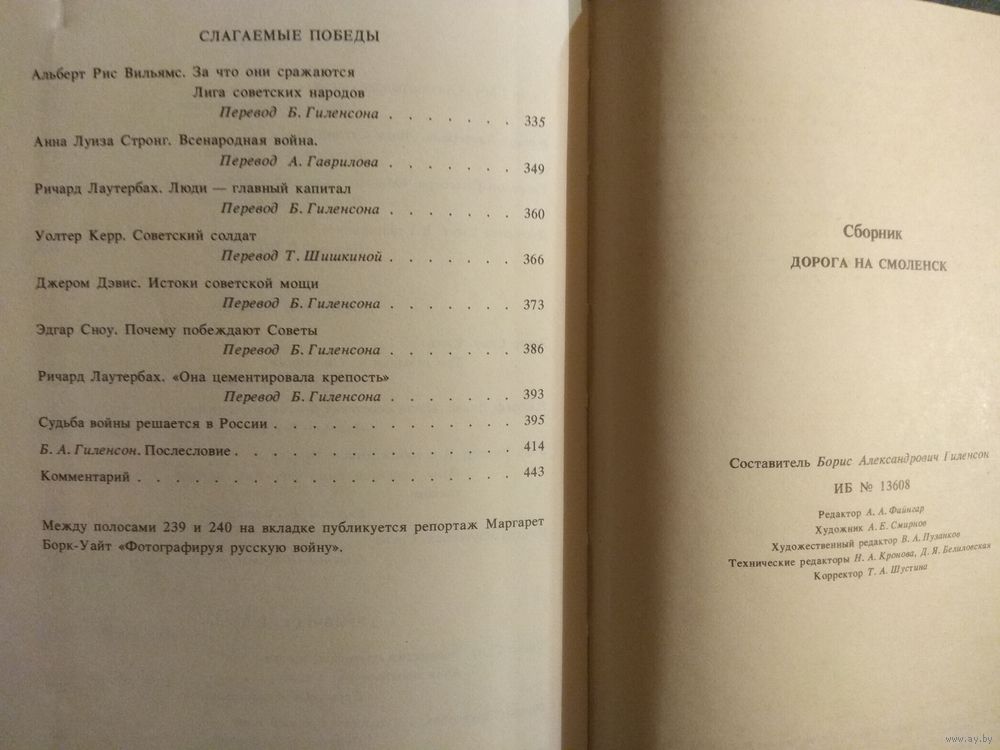 СЛАГАЕМЫЕ ПОБЕДЫ
Альберт Рис Вильямс. За что они сражаются
Лига советских народов
Перевод Б. Гиленсона . . . . . . . 335
Анна Луиза Стронг. Всенародная война.
Перевод А. Гаврилова . . . . . . . 349
Ричард Лаутербах. Люди — главный капитал
Перевод Б. Гиленсона . . . . . . . 360
Уолтер Керр. Советский солдат
Перевод Т. Шишкиной . . . . . . . 366
Джером Дэвис. Истоки советской мощи
Перевод Б. Гиленсона . . . . . . . 373
Эдгар Сноу. Почему побеждают Советы
Перевод Б. Гиленсона . . . . . . . 386
Ричард Лаутербах. «Она цементировала крепость»
Перевод Б. Гиленсона . . . . . . . 393
Судьба войны решается в России . . . . . . . . . . . . . 395
Б. А. Гиленсон. Послесловие . . . . . . . . . . . . . . . 414
Комментарий . . . . . . . . . . . . . . . . . . . . 443
Между полосами 239 и 240 на вкладке публикуется репортаж Маргарет
Борк-Уайт «Фотографируя русскую войну».
Сборник
ДОРОГА НА СМОЛЕНСК
Составитель Борис Александрович Гиленсон
ИБ № 13608
Редактор А. А. Файнгар
Художник А. Е. Смирнов
Художественный редактор В. А. Пузанков
Технические редакторы Н. А. Кронова, Д. Я. Белиловская
Корректор Т. А. Шустина
www.ay.by